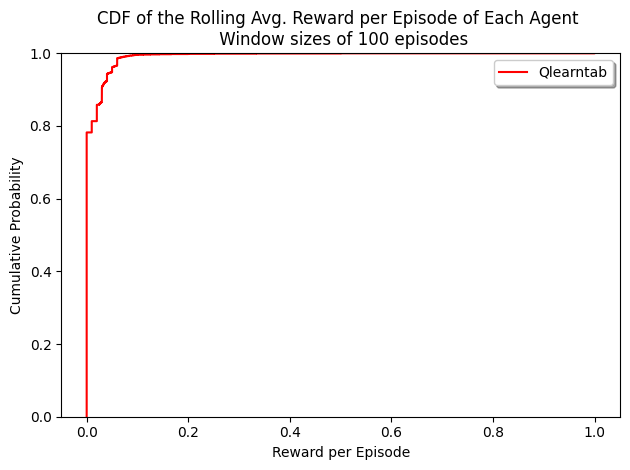 CDF of the Rolling Avg. Reward per Episode of Each Agent
Window sizes of 100 episodes
Qlearntab
Cumulative Probability
1.0
0.8
0.6
0.4
0.2
0.0
0.0 0.2 0.4 0.6 0.8 1.0
Reward per Episode